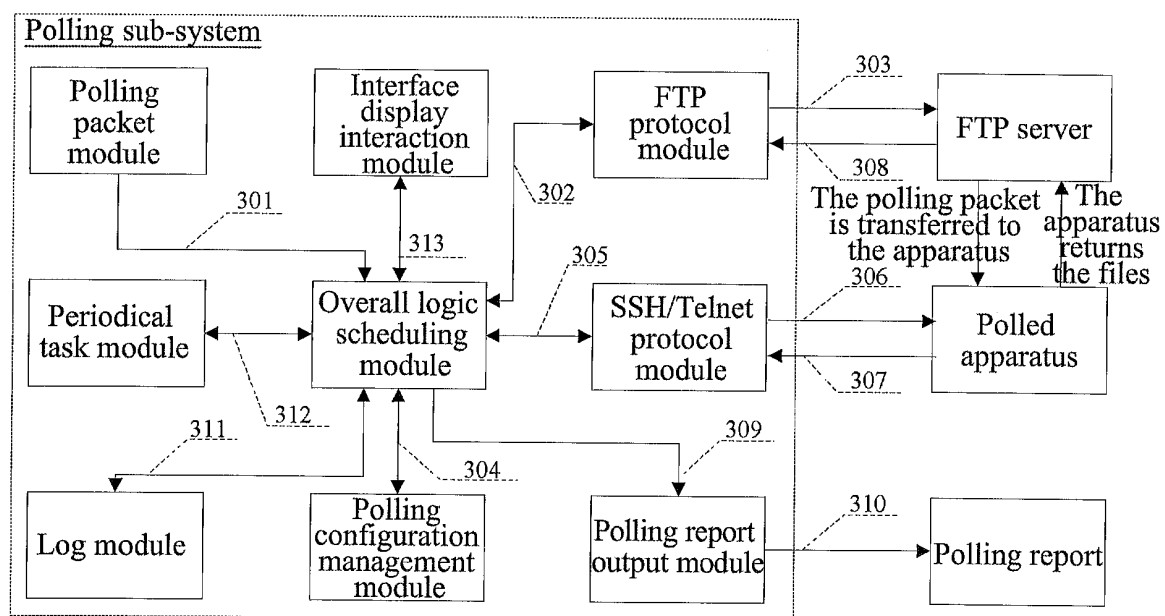 Polling sub-system
Polling
packet
module
Interface
display
interaction
module
FTP
protocol
module
303
FTP server
308
302
301
The polling packet
is transferred to
the apparatus
The
apparatus
returns
the files
313
305
306
Periodical
task module
Overall logic
scheduling
module
SSH/Telnet
protocol
module
Polled
apparatus
307
312
311
304
309
Log module
Polling
configuration
management
module
Polling report
output module
310
Polling report